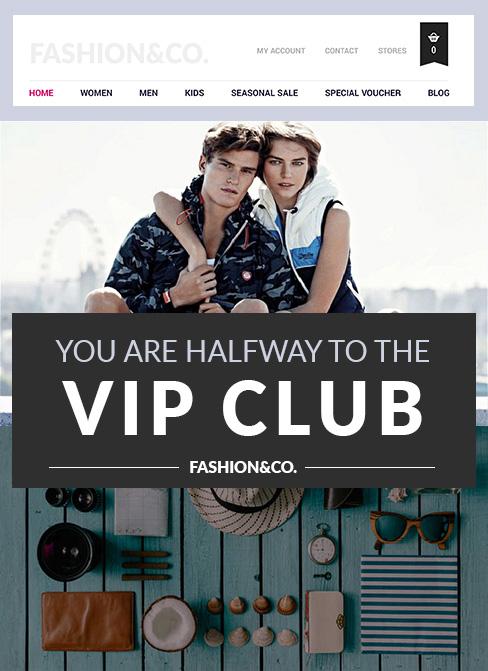 FASHION&CO.
MY ACCOUNT CONTACT STORES
0
HOME WOMEN MEN KIDS SEASONAL SALE SPECIAL VOUCHER BLOG
YOU ARE HALFWAY TO THE
VIP CLUB
FASHION&CO.